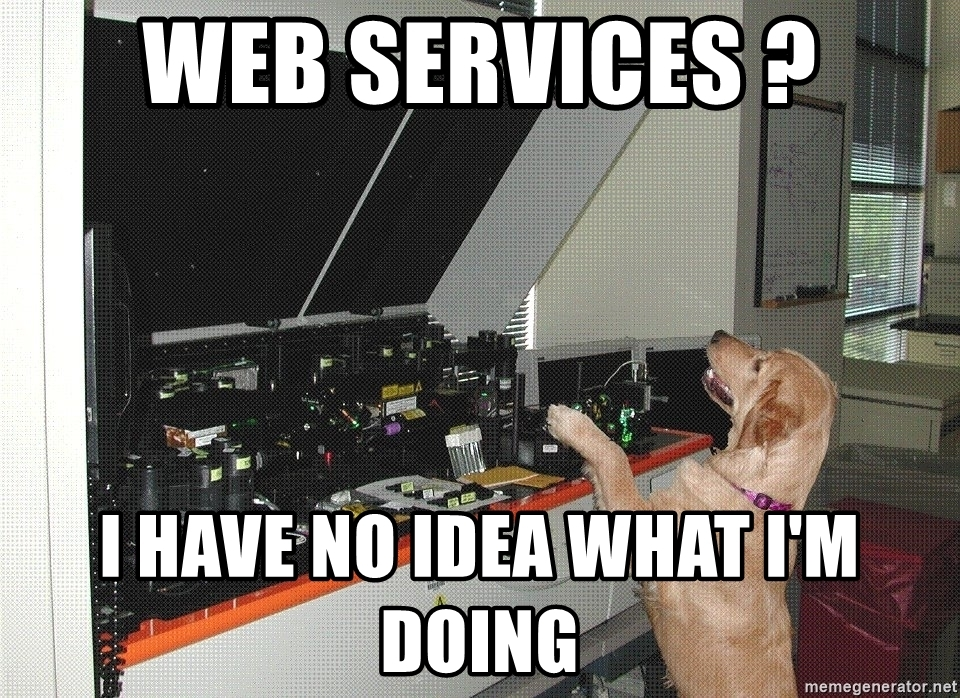 WEB SERVICES ?
I HAVE NO IDEA WHAT I'M
DOING
memegenerator.net